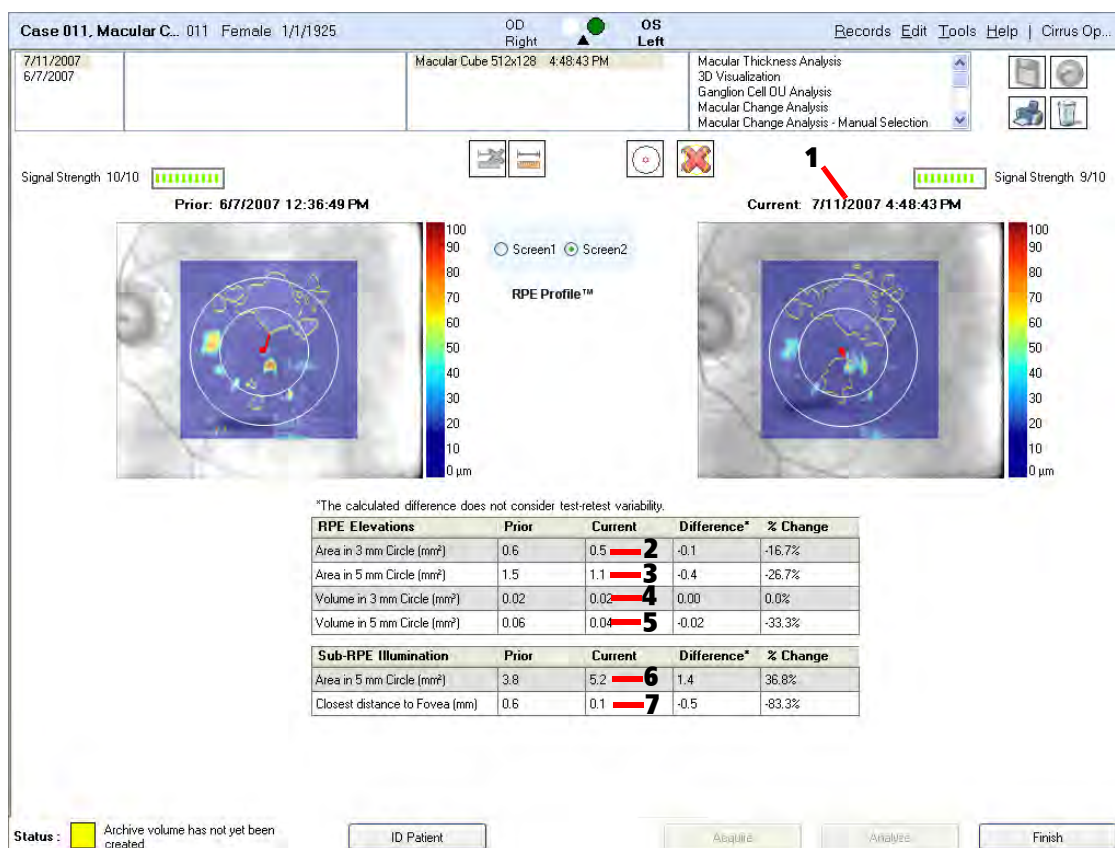 Case 011, Macular C... 011 Female 1/1/1925
OD
Right
OS
Left
Records Edit Tools Help | Cirrus Op...
7/11/2007
6/7/2007
Macular Cube 512x128 4:48:43 PM
Macular Thickness Analysis
3D Visualization
Ganglion Cell OU Analysis
Macular Change Analysis
Macular Change Analysis - Manual Selection
Signal Strength 10/10
1
Signal Strength 9/10
Prior: 6/7/2007 12:36:49 PM
Current: 7/11/2007 4:48:43 PM
Screen1 Screen2
RPE Profile™
100
90
80
70
60
50
40
30
20
10
0 µm
100
90
80
70
60
50
40
30
20
10
0 µm
*The calculated difference does not consider test-retest variability.
RPE Elevations Prior Current Difference* % Change
Area in 3 mm Circle (mm²) 0.6 0.5 2 -0.1 -16.7%
Area in 5 mm Circle (mm²) 1.5 1.1 3 -0.4 -26.7%
Volume in 3 mm Circle (mm³) 0.02 0.02 4 0.00 0.0%
Volume in 5 mm Circle (mm³) 0.06 0.04 5 -0.02 -33.3%
Sub-RPE Illumination Prior Current Difference* % Change
Area in 5 mm Circle (mm²) 3.8 5.2 6 1.4 36.8%
Closest distance to Fovea (mm) 0.6 0.1 7 -0.5 -83.3%
Status :
Archive volume has not yet been
created
ID Patient
Acquire
Analyze
Finish